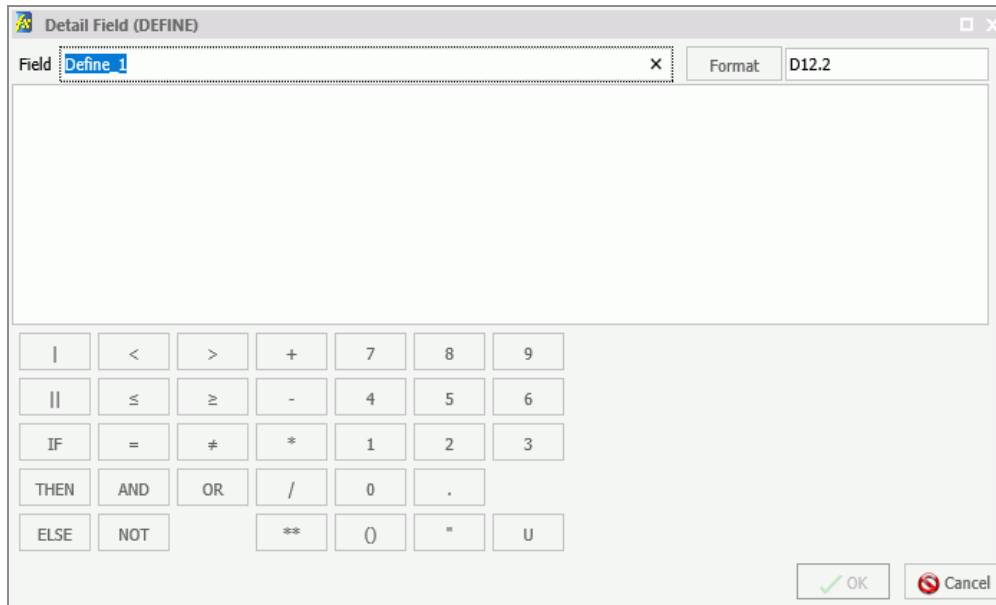 Detail Field (DEFINE)
Field Define_1 Format D12.2
| < > + 7 8 9
|| ≤ ≥ - 4 5 6
IF = ≠ * 1 2 3
THEN AND OR / 0 .
ELSE NOT ** () " U
OK Cancel